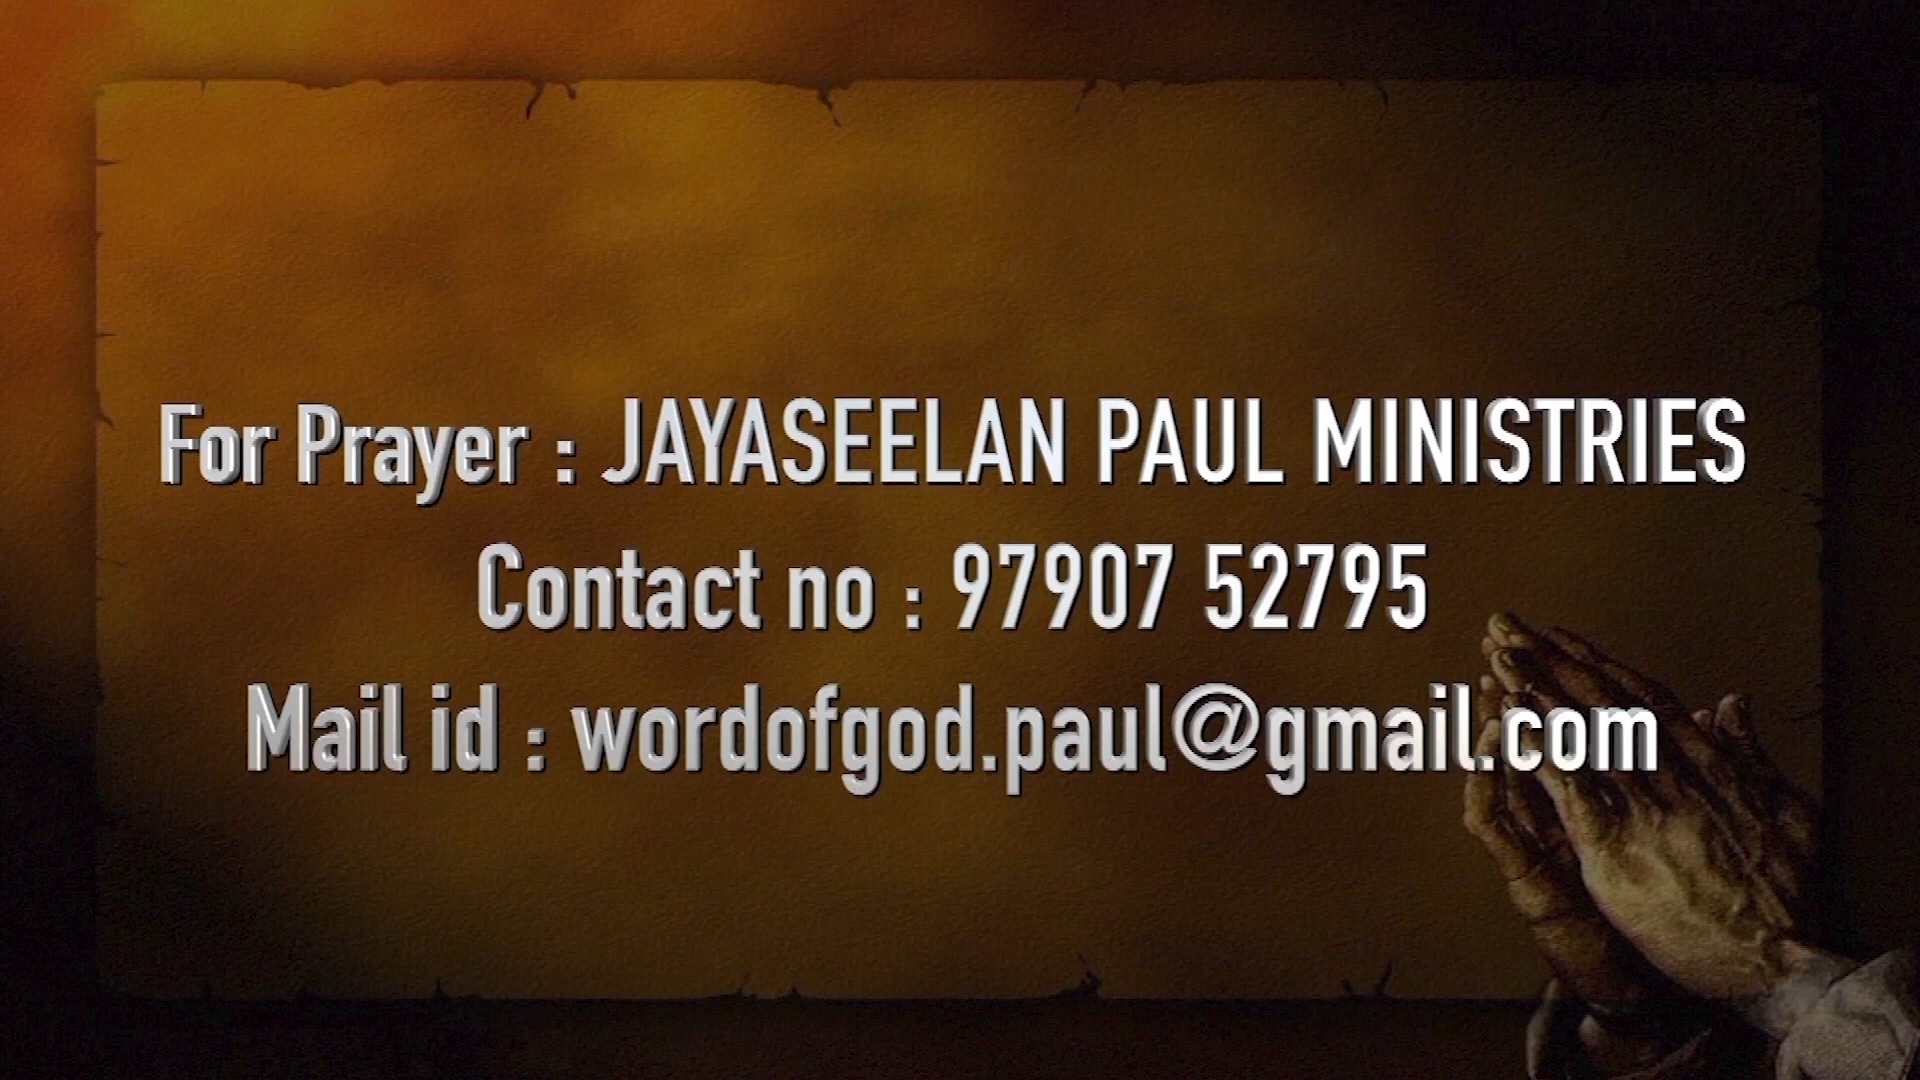 For Prayer : JAYASEELAN PAUL MINISTRIES
Contact no : 97907 52795
Mail id : wordofgod.paul@gmail.com